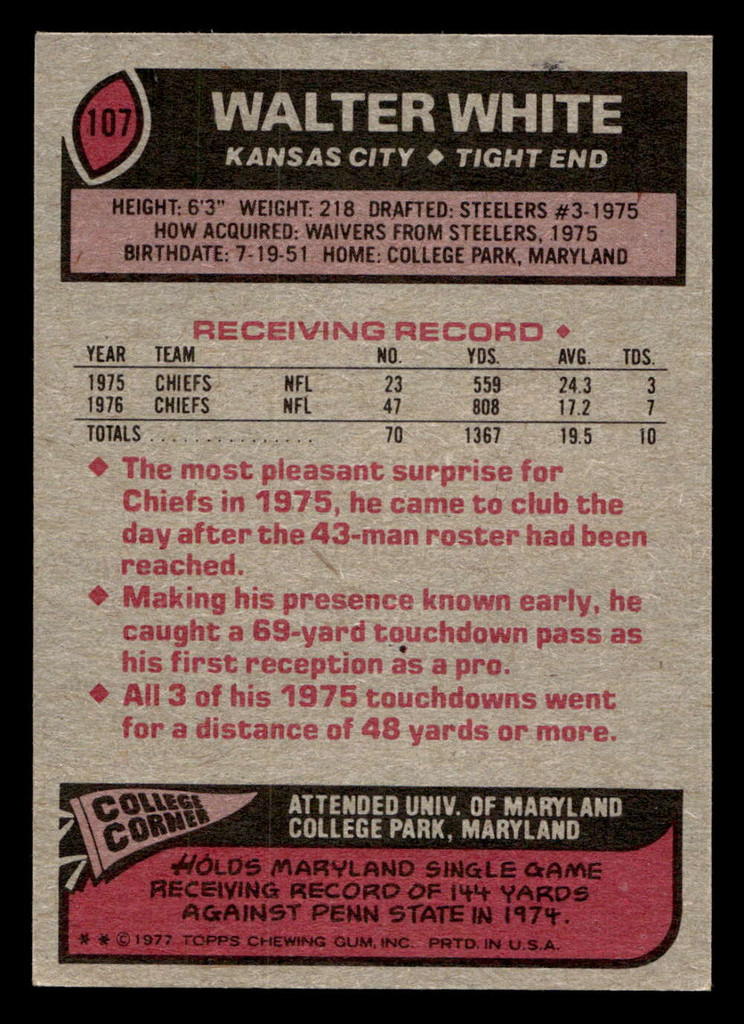 107
WALTER WHITE
KANSAS CITY ◆ TIGHT END
HEIGHT: 6'3" WEIGHT: 218 DRAFTED: STEELERS #3-1975
HOW ACQUIRED: WAIVERS FROM STEELERS, 1975
BIRTHDATE: 7-19-51 HOME: COLLEGE PARK, MARYLAND
RECEIVING RECORD ◆
YEAR TEAM NO. YDS. AVG. TDS.
1975 CHIEFS NFL 23 559 24.3 3
1976 CHIEFS NFL 47 808 17.2 7
TOTALS . . . . . . . . . . . . . . . 70 1367 19.5 10
◆ The most pleasant surprise for
Chiefs in 1975, he came to club the
day after the 43-man roster had been
reached.
◆ Making his presence known early, he
caught a 69-yard touchdown pass as
his first reception as a pro.
◆ All 3 of his 1975 touchdowns went
for a distance of 48 yards or more.
COLLEGE
CORNER
ATTENDED UNIV. OF MARYLAND
COLLEGE PARK, MARYLAND
HOLDS MARYLAND SINGLE GAME
RECEIVING RECORD OF 144 YARDS
AGAINST PENN STATE IN 1974.
* * © 1977 TOPPS CHEWING GUM, INC. PRTD. IN U.S.A.